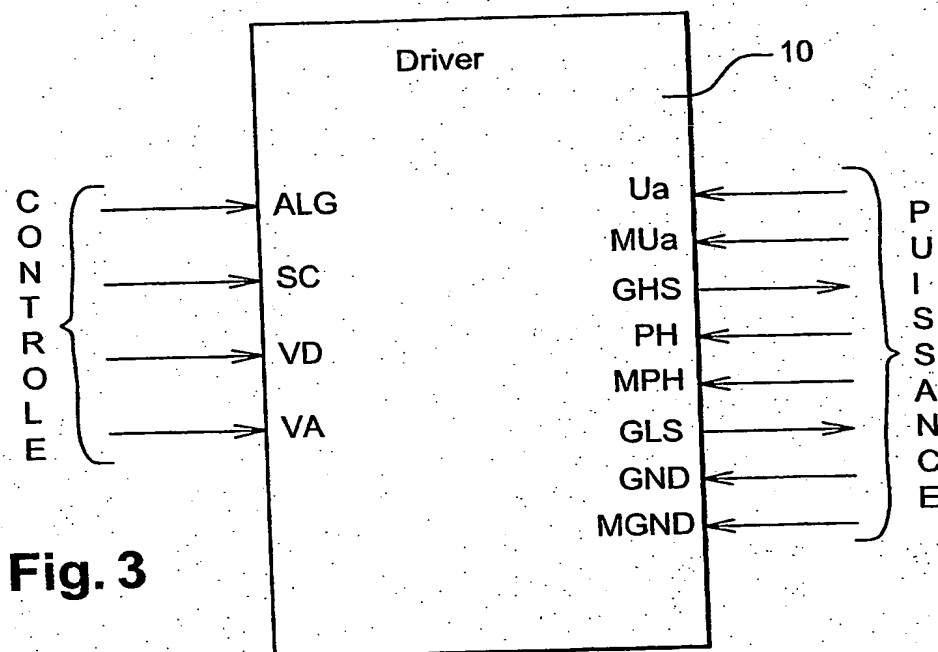 Driver
10
CONTROLE
ALG
SC
VD
VA
Ua
MUa
GHS
PH
MPH
GLS
GND
MGND
PUISSANCE
Fig. 3